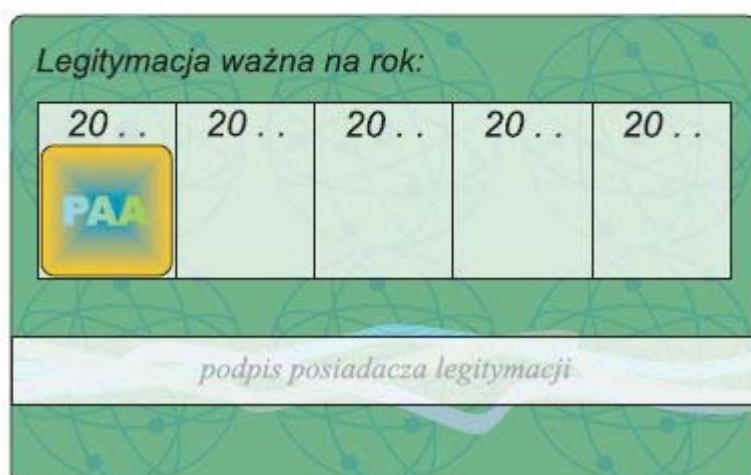 Legitymacja ważna na rok:
20 . . 20 . . 20 . . 20 . . 20 . .
PAA
podpis posiadacza legitymacji